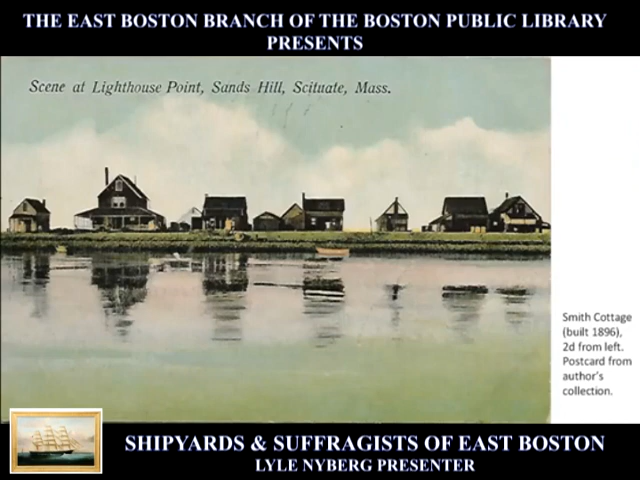 THE EAST BOSTON BRANCH OF THE BOSTON PUBLIC LIBRARY
PRESENTS
Scene at Lighthouse Point, Sands Hill, Scituate, Mass.
Smith Cottage
(built 1896),
2d from left.
Postcard from
author's
collection.
SHIPYARDS & SUFFRAGISTS OF EAST BOSTON
LYLE NYBERG PRESENTER